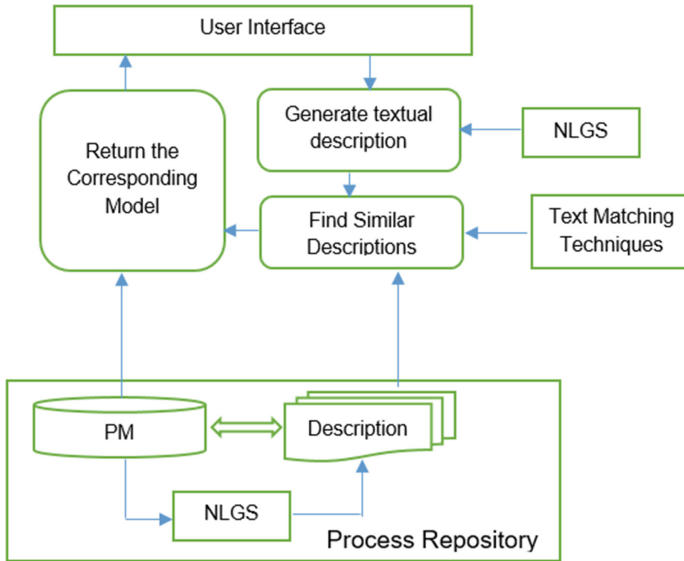 User Interface
Generate textual
description
NLGS
Return the
Corresponding
Model
Find Similar
Descriptions
Text Matching
Techniques
PM
Description
NLGS
Process Repository